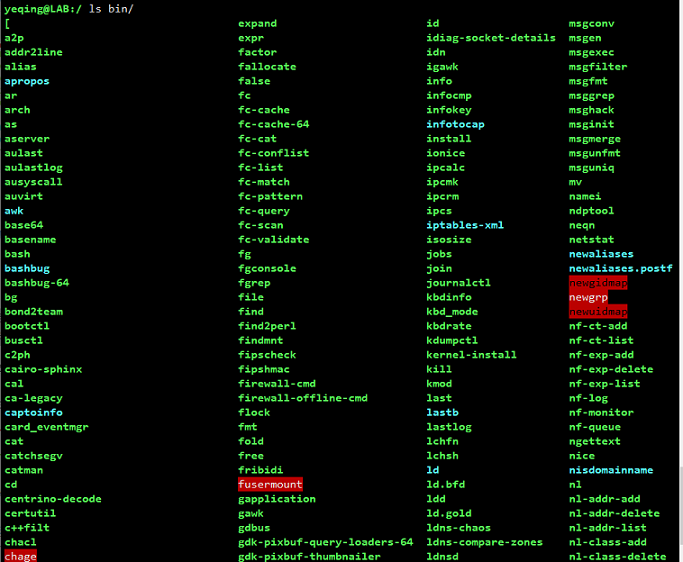 yeqing@LAB:/ ls bin/
[ expand id msgconv
a2p expr idiag-socket-details msgen
addr2line factor idn msgexec
alias fallocate igawk msgfilter
apropos false info msgfmt
ar fc infocmp msggrep
arch fc-cache infokey msghack
as fc-cache-64 infotocap msginit
aserver fc-cat install msgmerge
aulast fc-conflist ionice msgunfmt
aulastlog fc-list ipcalc msguniq
ausyscall fc-match ipcmk mv
auvirt fc-pattern ipcrm namei
awk fc-query ipcs ndptool
base64 fc-scan iptables-xml neqn
basename fc-validate isosize netstat
bash fg jobs newaliases
bashbug fgconsole join newaliases.postf
bashbug-64 fgrep journalctl newgidmap
bg file kbdinfo newgrp
bond2team find kbd_mode newuidmap
bootctl find2perl kbdrate nf-ct-add
busctl findmnt kdumpctl nf-ct-list
c2ph fipscheck kernel-install nf-exp-add
cairo-sphinx fipshmac kill nf-exp-delete
cal firewall-cmd kmod nf-exp-list
ca-legacy firewall-offline-cmd last nf-log
captoinfo flock lastb nf-monitor
card_eventmgr fmt lastlog nf-queue
cat fold lchfn ngettext
catchsegv free lchsh nice
catman fribidi ld nisdomainname
cd fusermount ld.bfd nl
centrino-decode gapplication ldd nl-addr-add
certutil gawk ld.gold nl-addr-delete
c++filt gdbus ldns-chaos nl-addr-list
chacl gdk-pixbuf-query-loaders-64 ldns-compare-zones nl-class-add
chage gdk-pixbuf-thumbnailer ldnsd nl-class-delete